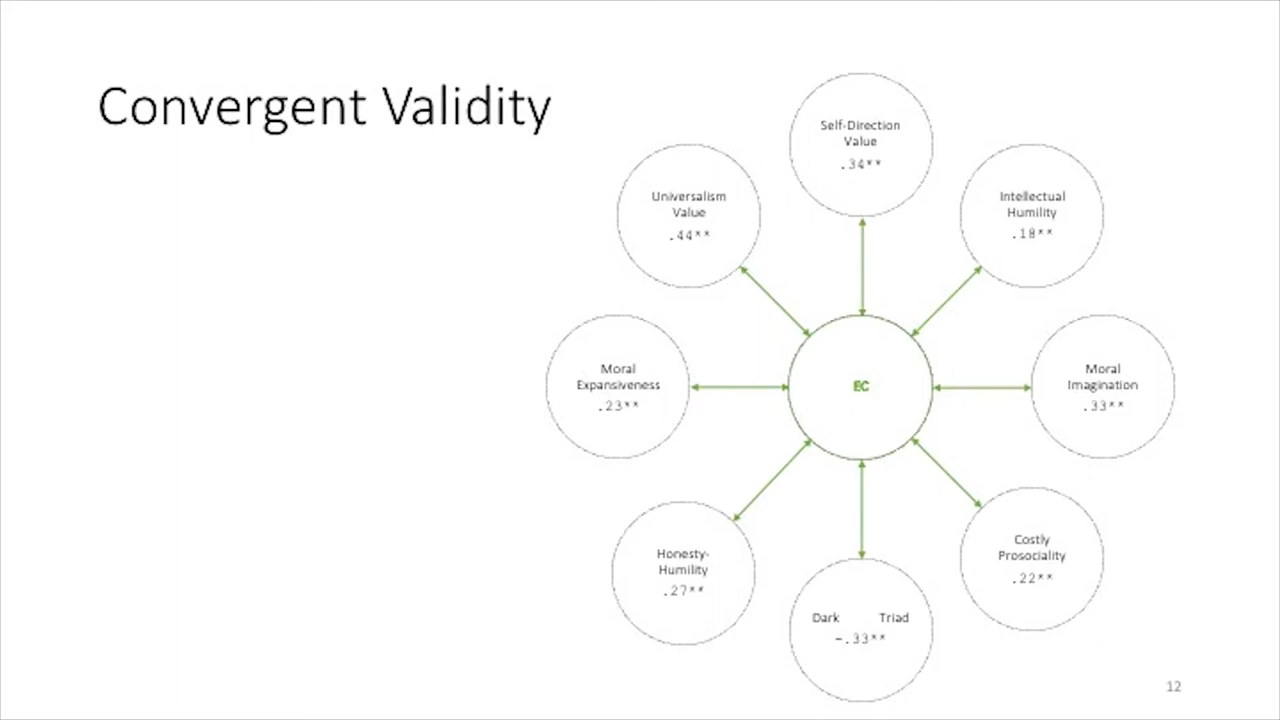 Convergent Validity
Self-Direction
Value
.34**
Universalism
Value
.44**
Intellectual
Humility
.18**
Moral
Expansiveness
.23**
EC
Moral
Imagination
.33**
Honesty-
Humility
.27**
Costly
Prosociality
.22**
Dark Triad
-.33**
12